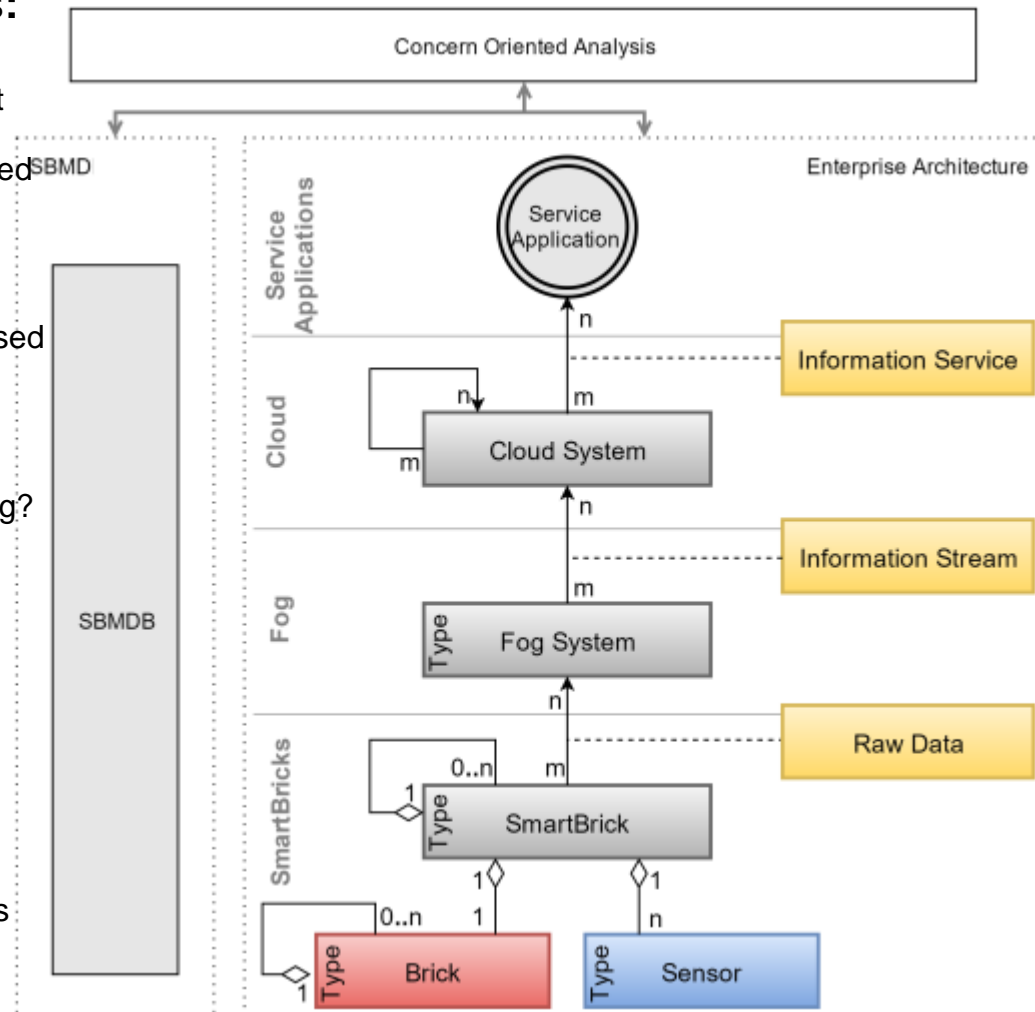 s:
Concern Oriented Analysis
t
ed
SBMD
Enterprise Architecture
Service
Applications
Service
Application
n
sed
Information Service
m
Cloud
n
m
Cloud System
g?
n
Information Stream
m
Fog
Type
Fog System
SBMDB
n
Raw Data
m
SmartBricks
0..n
1
Type
SmartBrick
1
1
s
0..n
1
n
Type
Brick
1
Type
Sensor